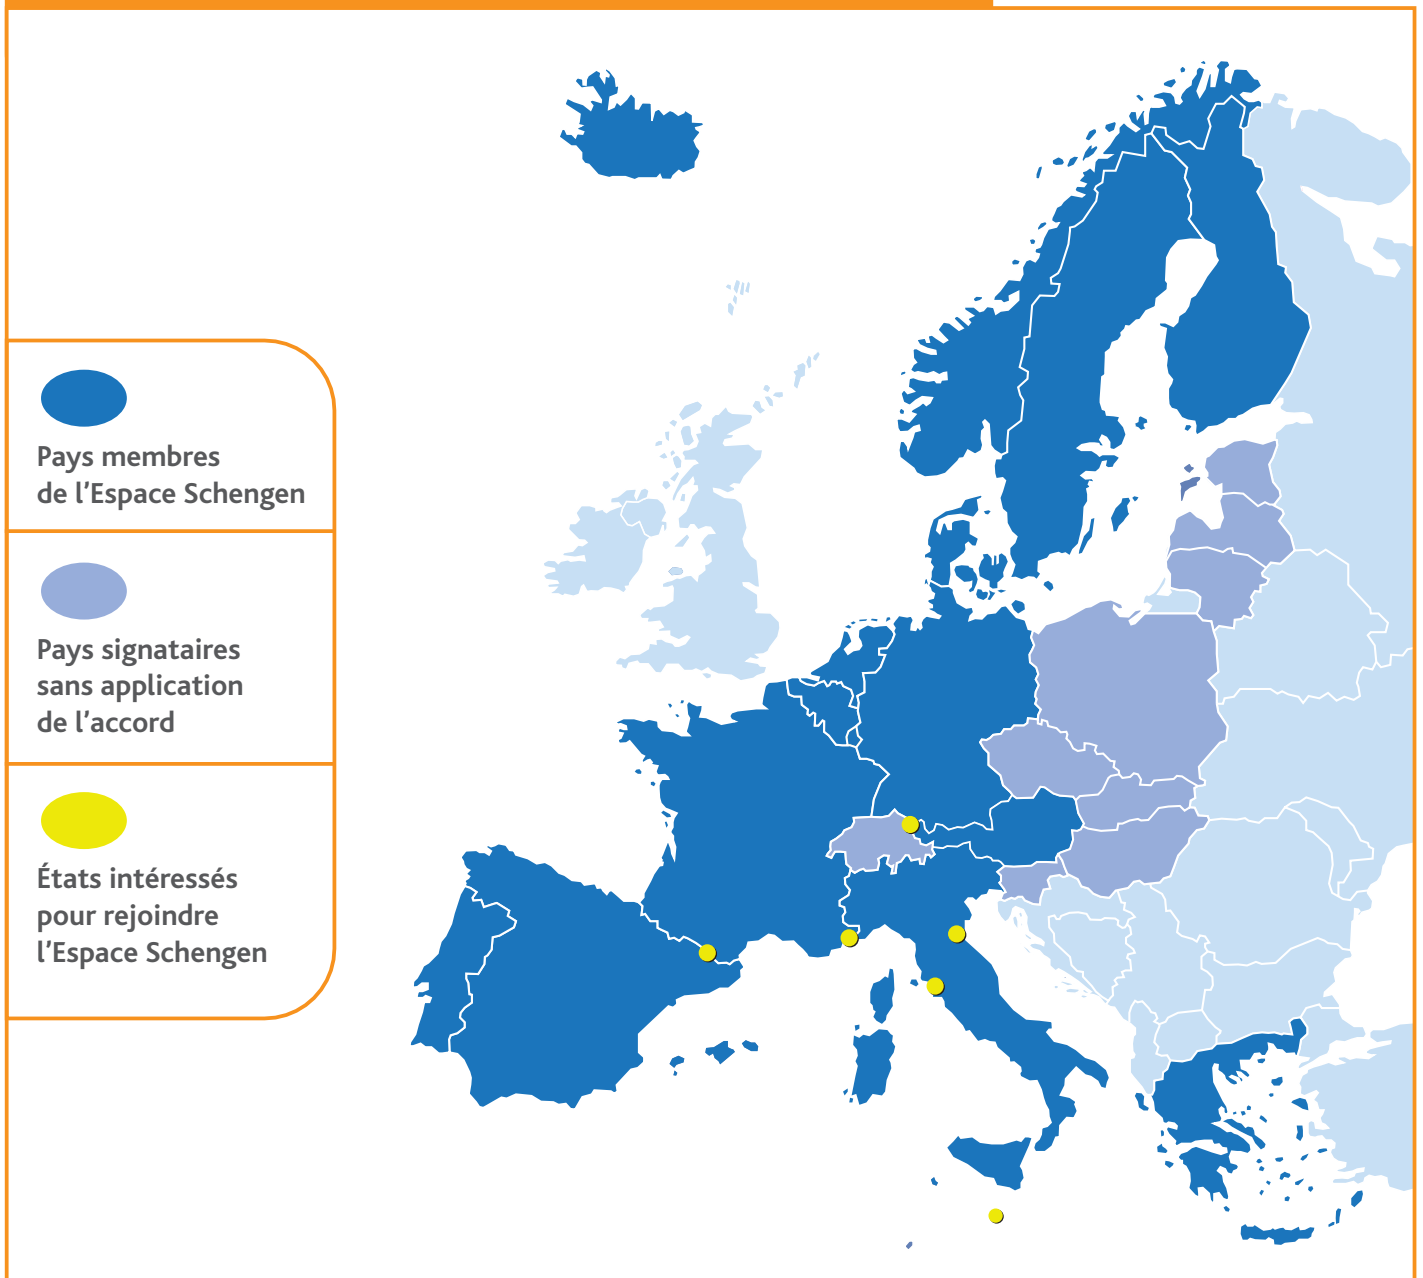 Pays membres
de l’Espace Schengen
Pays signataires
sans application
de l’accord
États intéressés
pour rejoindre
l’Espace Schengen